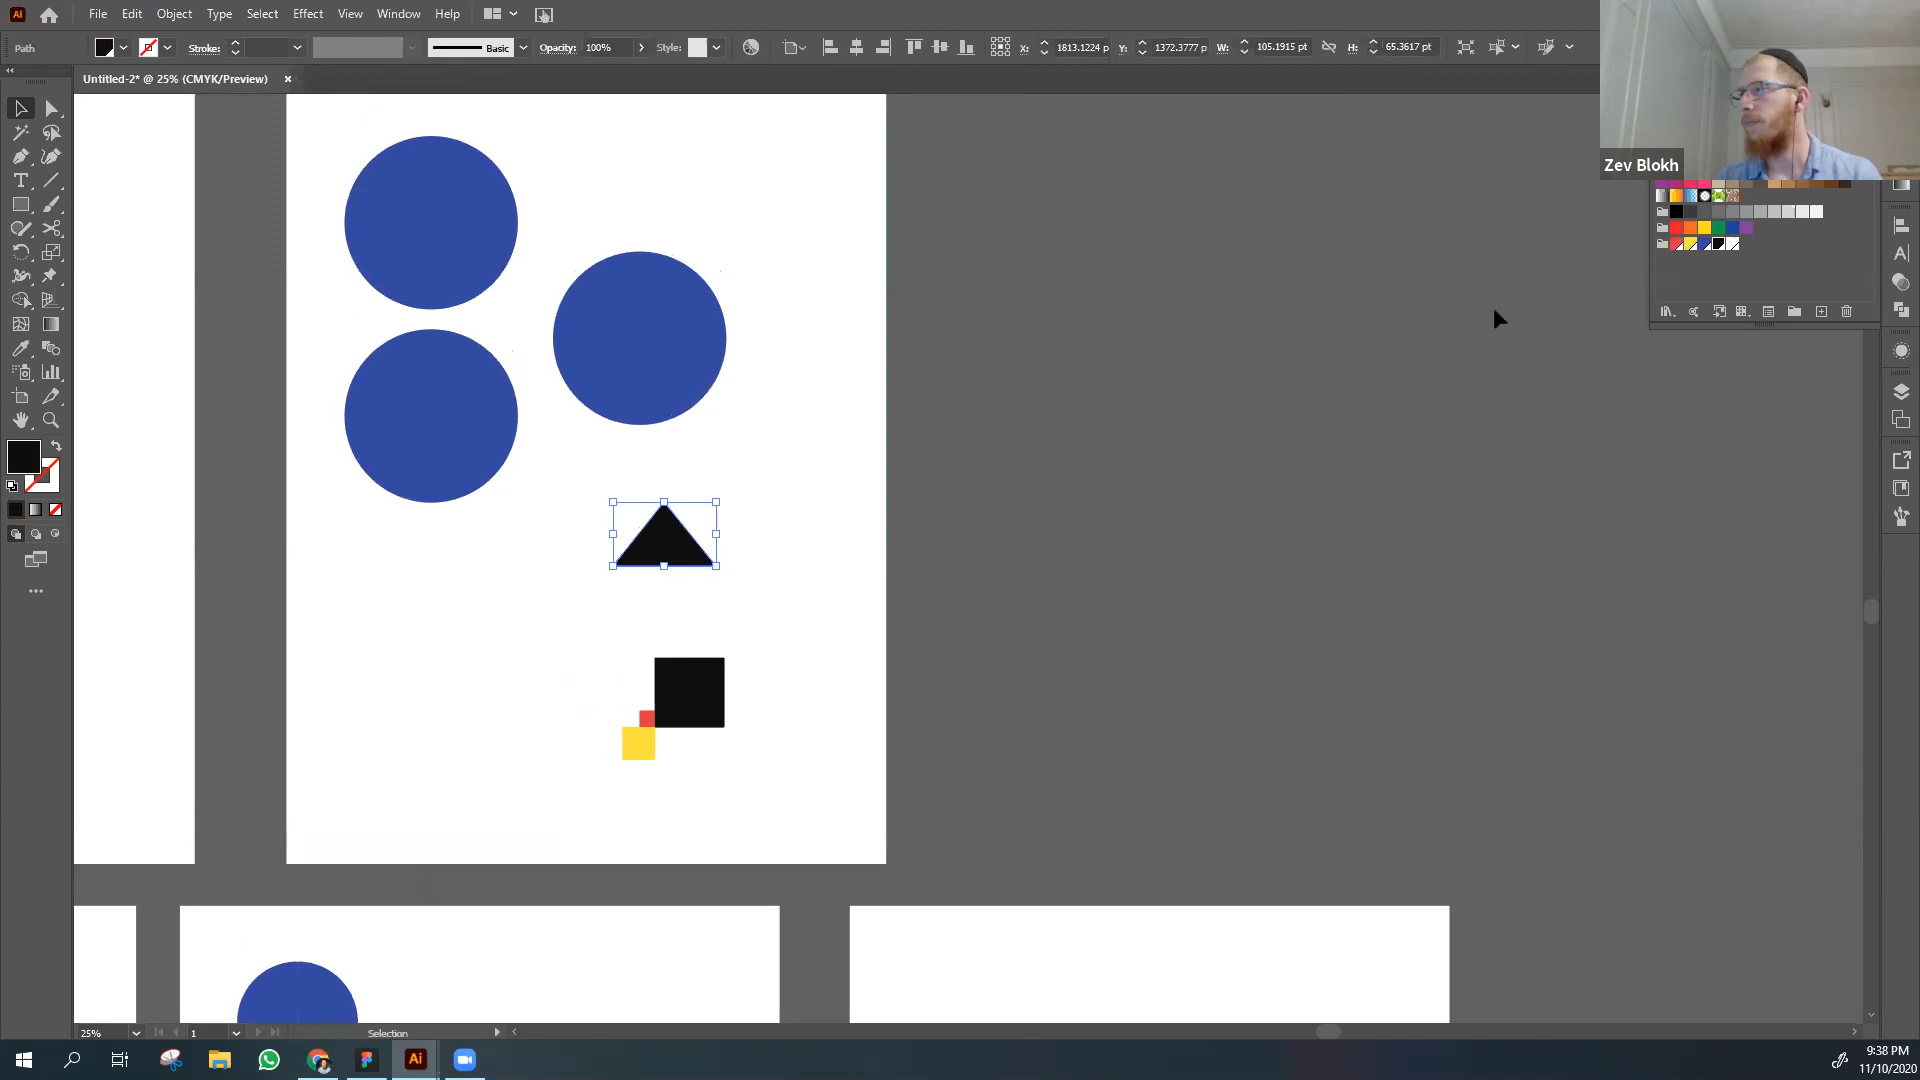 Ai File Edit Object Type Select Effect View Window Help
Path Stroke: Basic Opacity: 100% Style: X: 1813.1224 p Y: 1372.3777 p W: 105.1915 pt H: 65.3617 pt
Untitled-2* @ 25% (CMYK/Preview) ×
Zev Blokh
25% 1 Selection
Ai
9:38 PM
11/10/2020